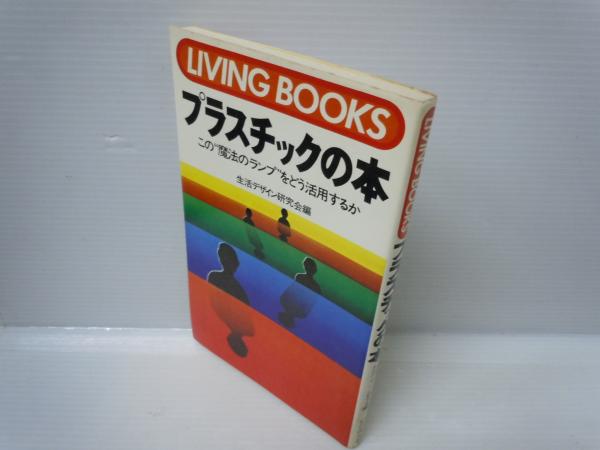 LIVING BOOKS
プラスチックの本
この“魔法のランプ”をどう活用するか
生活デザイン研究会編
LIVING BOOKS
プラスチックの本